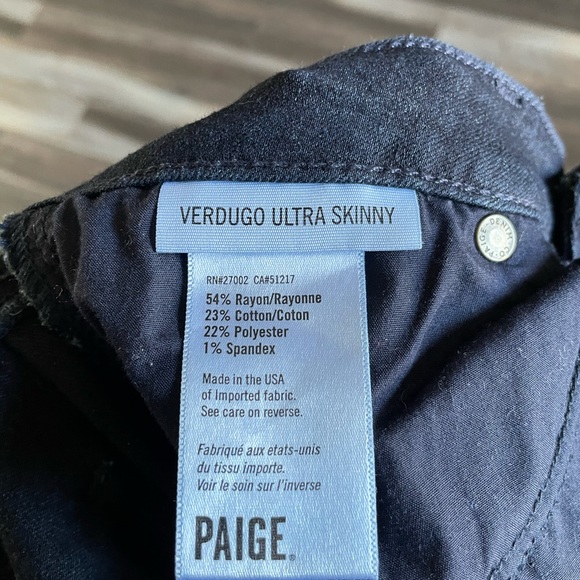 VERDUGO ULTRA SKINNY
RN#27002 CA#51217
54% Rayon/Rayonne
23% Cotton/Coton
22% Polyester
1% Spandex
Made in the USA
of Imported fabric.
See care on reverse.
Fabriqué aux etats-unis
du tissu importe.
Voir le soin sur l'inverse
PAIGE®
PAIGE DENIM